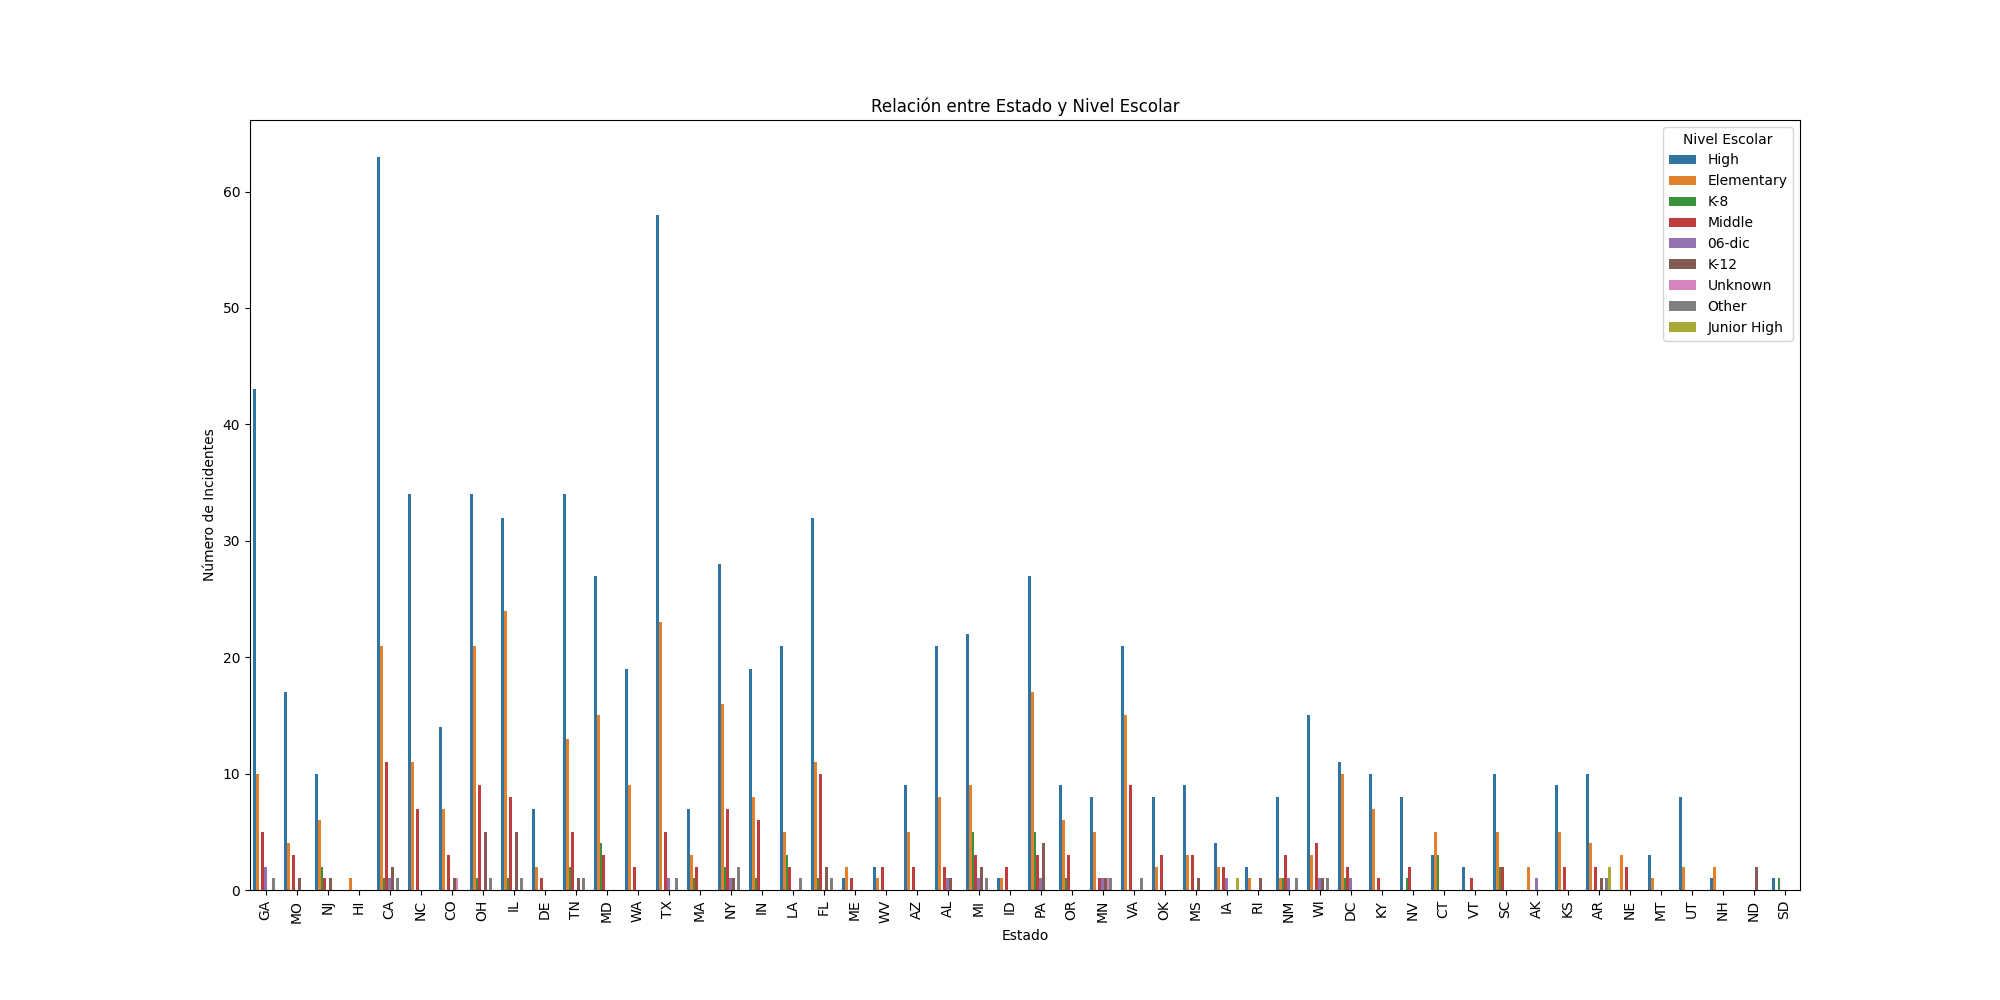 Relación entre Estado y Nivel Escolar
Nivel Escolar
High
Elementary
K-8
Middle
06-dic
K-12
Unknown
Other
Junior High
Número de Incidentes
60
50
40
30
20
10
0
GA MO NJ HI CA NC CO OH IL DE TN MD WA TX MA NY IN LA FL ME WV AZ AL MI ID PA OR MN VA OK MS IA RI NM WI DC KY NV CT VT SC AK KS AR NE MT UT NH ND SD
Estado